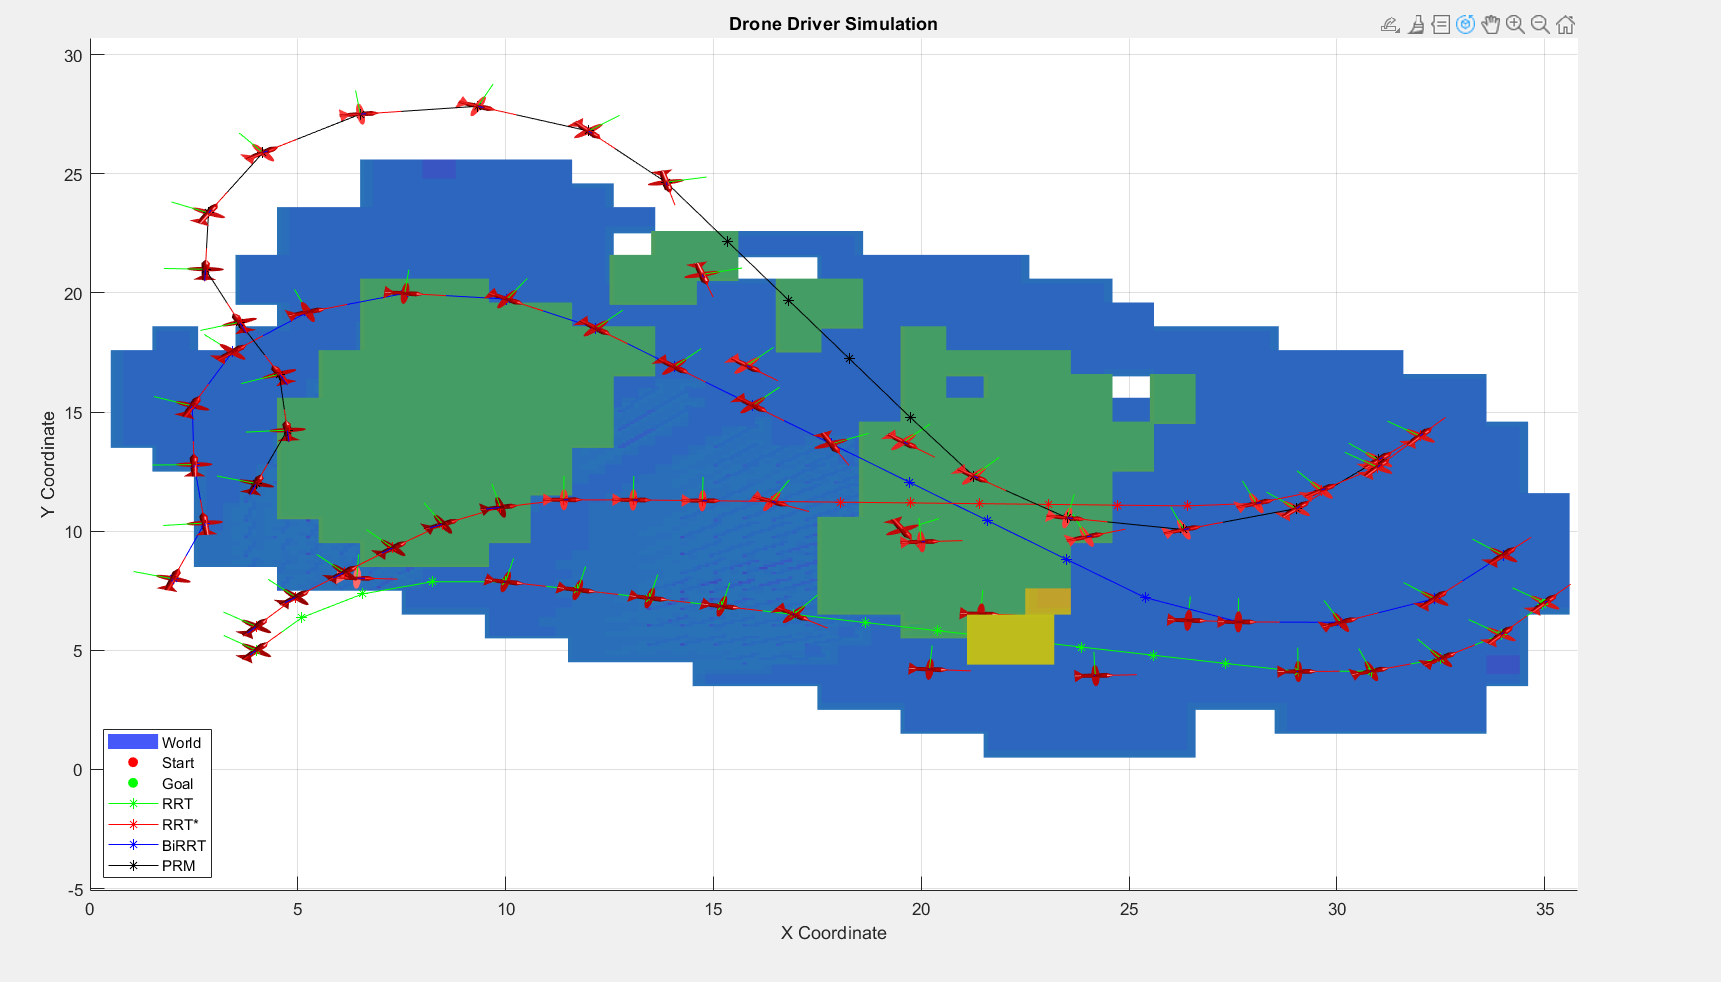 Drone Driver Simulation
30
25
20
15
10
5
0
-5
Y Coordinate
World
Start
Goal
RRT
RRT*
BiRRT
PRM
0 5 10 15 20 25 30 35
X Coordinate